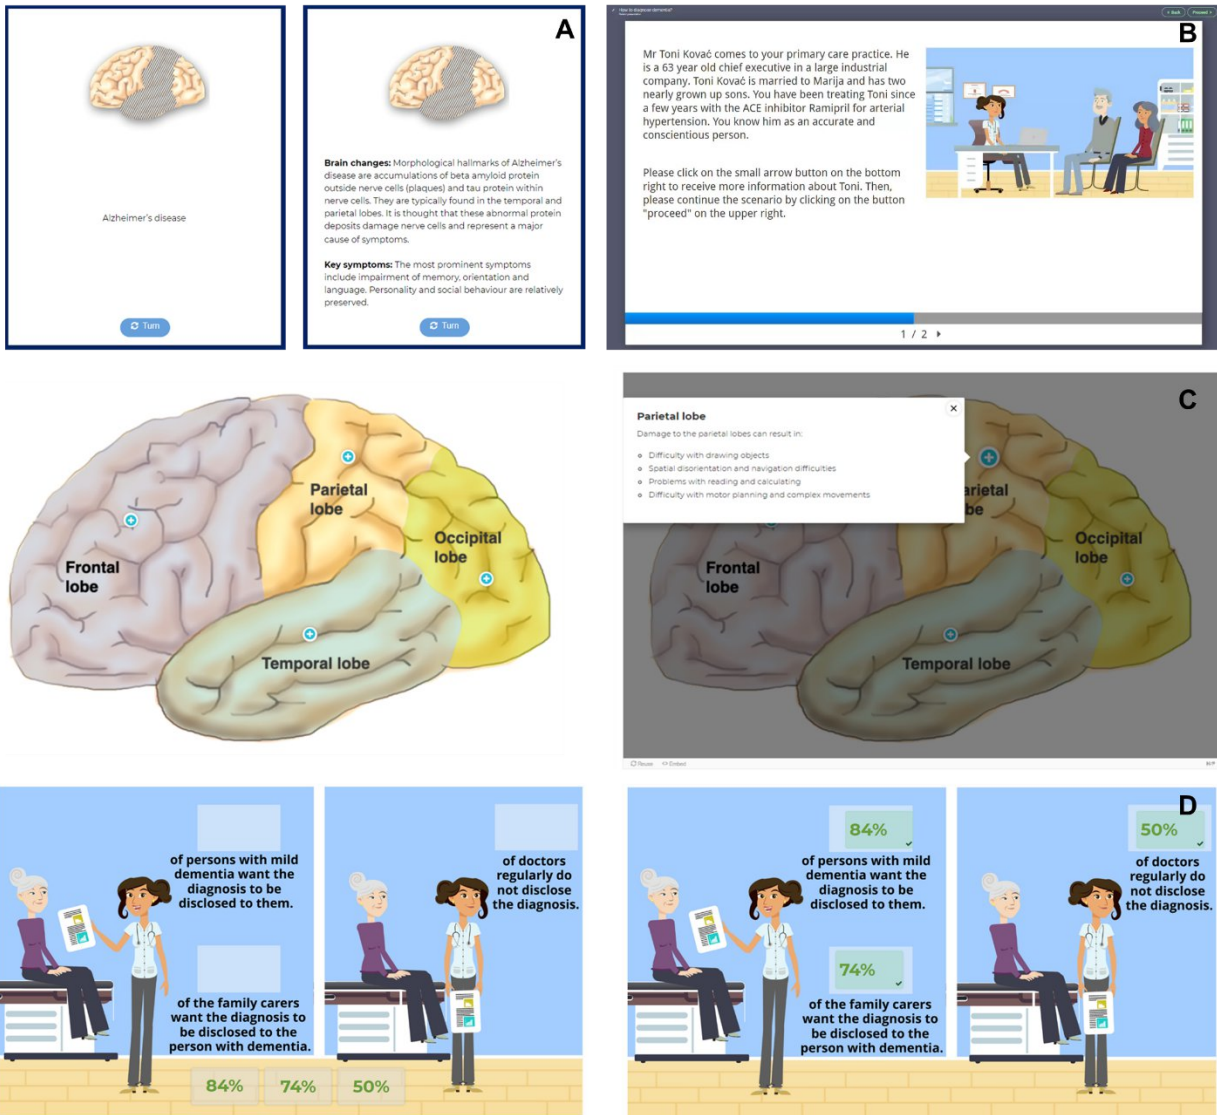 A
Alzheimer's disease
Turn
Brain changes: Morphological hallmarks of Alzheimer's
disease are accumulations of beta amyloid protein
outside nerve cells (plaques) and tau protein within
nerve cells. They are typically found in the temporal and
parietal lobes. It is thought that these abnormal protein
deposits damage nerve cells and represent a major
cause of symptoms.
Key symptoms: The most prominent symptoms
include impairment of memory, orientation and
language. Personality and social behaviour are relatively
preserved.
Turn
How to diagnose dementia?
< Back
Proceed >
B
Mr Toni Kovać comes to your primary care practice. He
is a 63 year old chief executive in a large industrial
company. Toni Kovać is married to Marija and has two
nearly grown up sons. You have been treating Toni since
a few years with the ACE inhibitor Ramipril for arterial
hypertension. You know him as an accurate and
conscientious person.
Please click on the small arrow button on the bottom
right to receive more information about Toni. Then,
please continue the scenario by clicking on the button
"proceed" on the upper right.
1 / 2
Parietal
lobe
Occipital
lobe
Frontal
lobe
Temporal lobe
C
Parietal lobe
Damage to the parietal lobes can result in:
Difficulty with drawing objects
Spatial disorientation and navigation difficulties
Problems with reading and calculating
Difficulty with motor planning and complex movements
arietal
be
Occipital
lobe
Frontal
lobe
Temporal lobe
Reuse
<> Embed
of persons with mild
dementia want the
diagnosis to be
disclosed to them.
of the family carers
want the diagnosis to
be disclosed to the
person with dementia.
of doctors
regularly do
not disclose
the diagnosis.
84%
74%
50%
D
84%
of persons with mild
dementia want the
diagnosis to be
disclosed to them.
74%
of the family carers
want the diagnosis to
be disclosed to the
person with dementia.
50%
of doctors
regularly do
not disclose
the diagnosis.